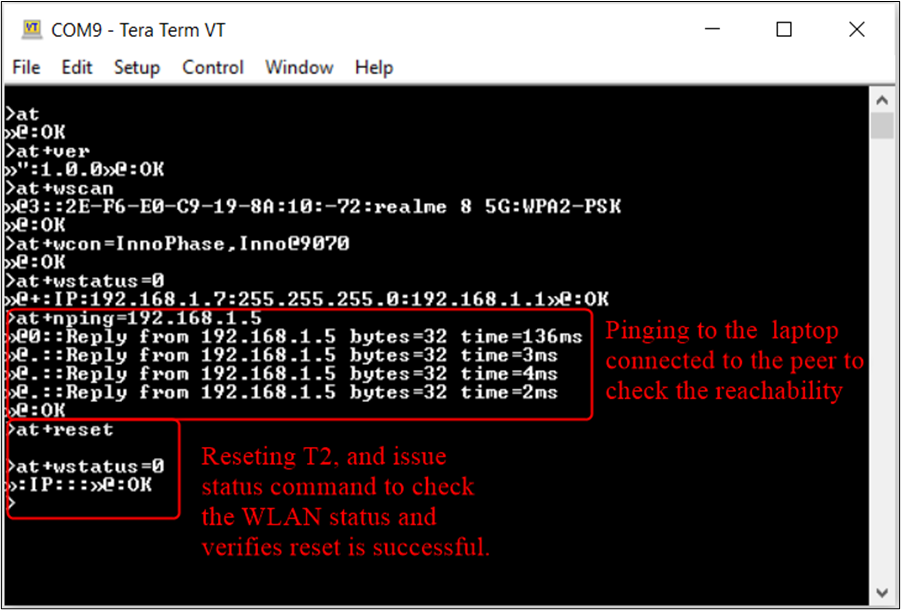 COM9 - Tera Term VT
File Edit Setup Control Window Help
>at
»@:OK
>at+ver
»":1.0.0»@:OK
>at+wscan
»@3::2E-F6-E0-C9-19-8A:10:-72:realme 8 5G:WPA2-PSK
»@:OK
>at+wcon=InnoPhase,Inno@9070
»@:OK
>at+wstatus=0
»@+:IP:192.168.1.7:255.255.255.0:192.168.1.1»@:OK
>at+nping=192.168.1.5
»@0::Reply from 192.168.1.5 bytes=32 time=136ms
»@.::Reply from 192.168.1.5 bytes=32 time=3ms
»@.::Reply from 192.168.1.5 bytes=32 time=4ms
»@.::Reply from 192.168.1.5 bytes=32 time=2ms
»@:OK
Pinging to the laptop
connected to the peer to
check the reachability
>at+reset
>at+wstatus=0
»:IP:::»@:OK
>
Reseting T2, and issue
status command to check
the WLAN status and
verifies reset is successful.